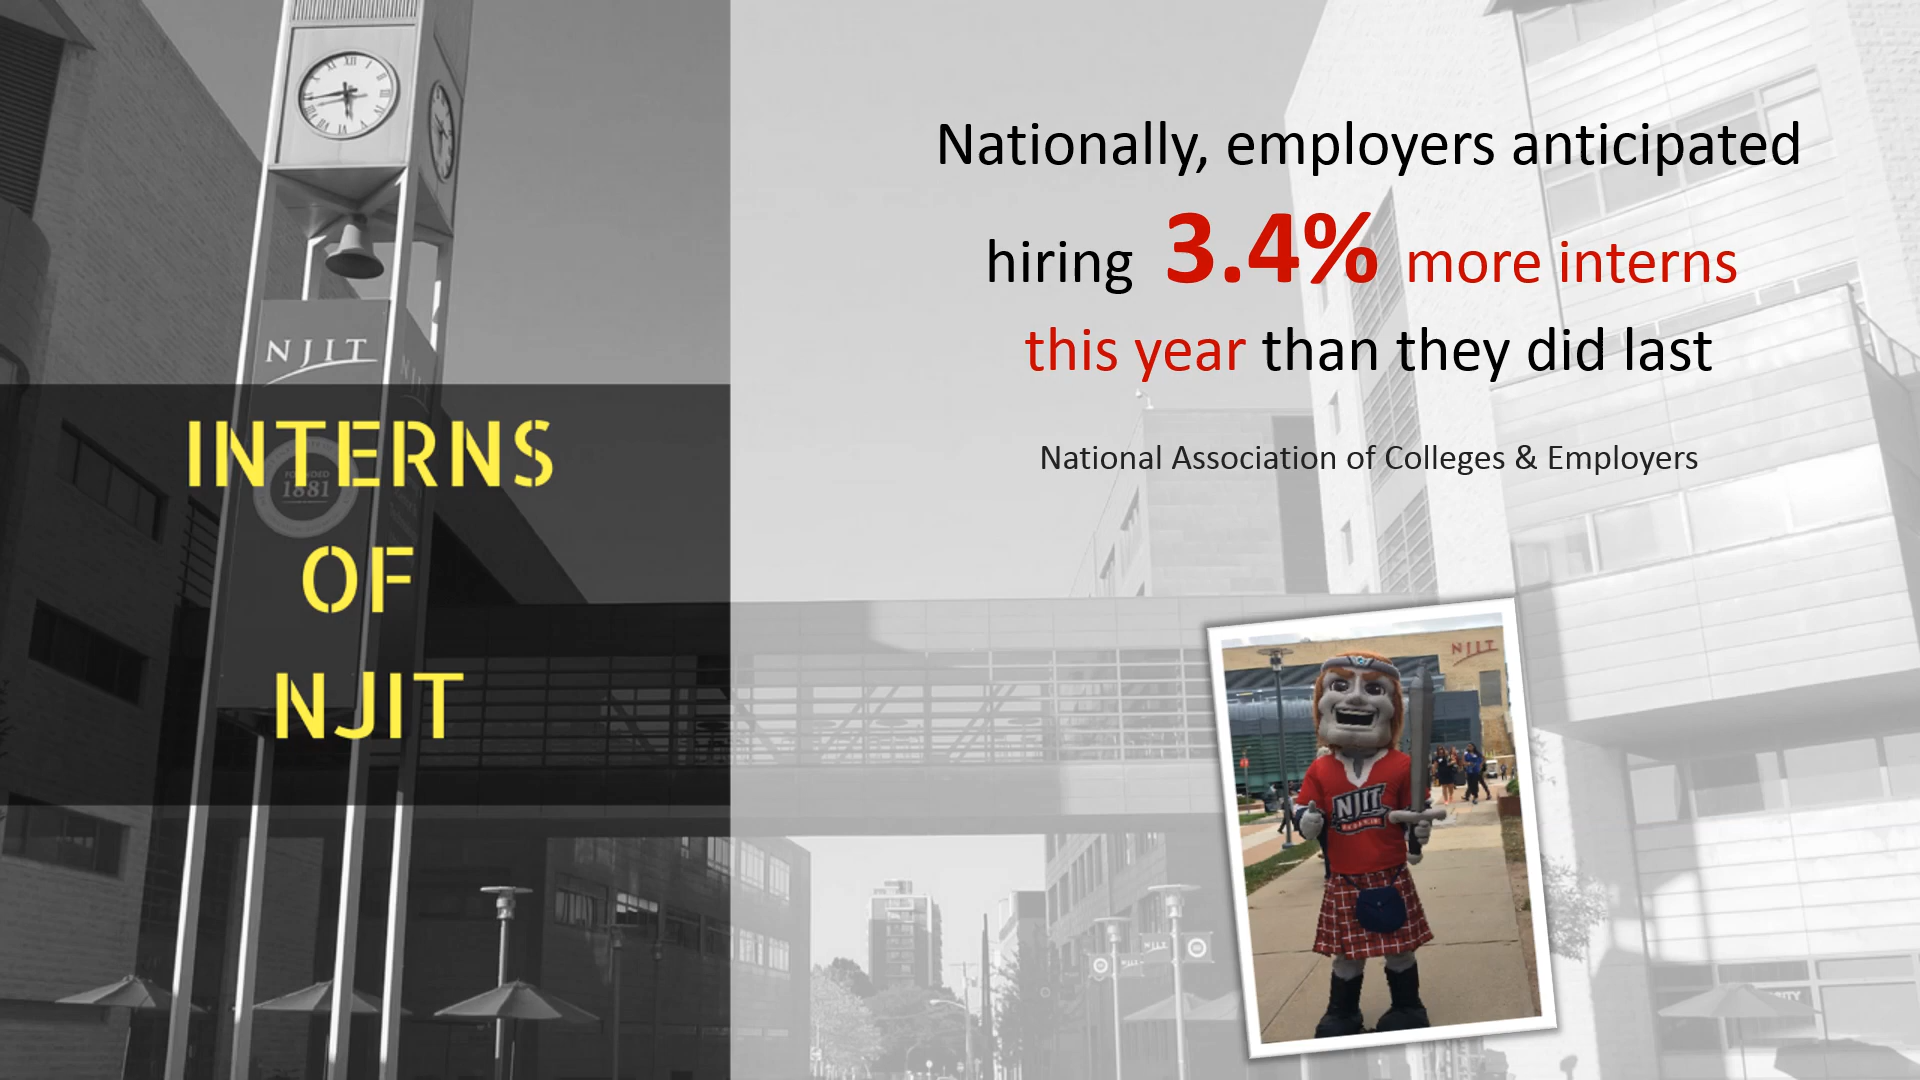 NJIT
FOUNDED
1881
INTERNS
OF
NJIT
Nationally, employers anticipated
hiring 3.4% more interns
this year than they did last
National Association of Colleges & Employers
NJIT
NJIT